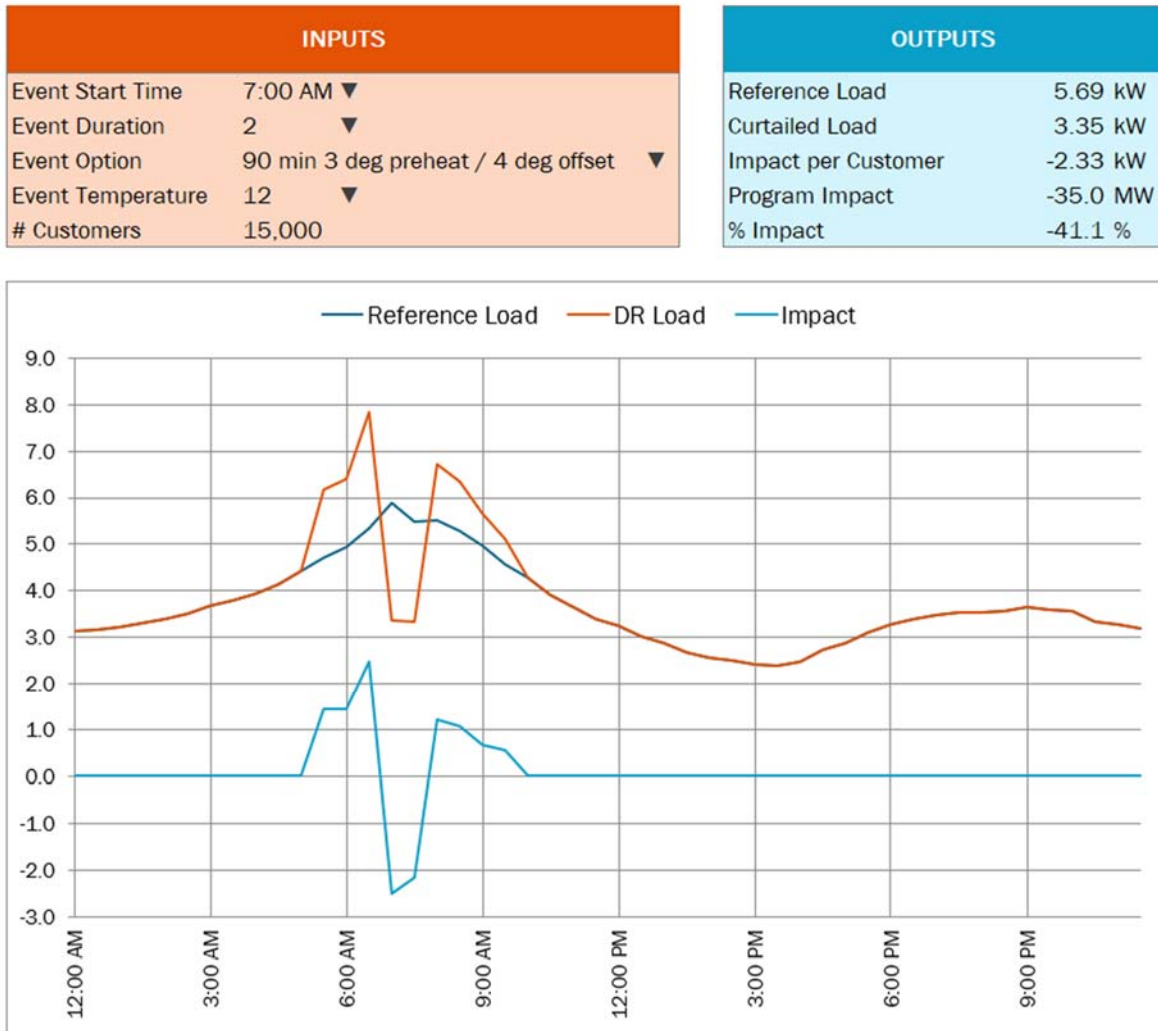 INPUTS
Event Start Time 7:00 AM ▼
Event Duration 2 ▼
Event Option 90 min 3 deg preheat / 4 deg offset ▼
Event Temperature 12 ▼
# Customers 15,000
OUTPUTS
Reference Load 5.69 kW
Curtailed Load 3.35 kW
Impact per Customer -2.33 kW
Program Impact -35.0 MW
% Impact -41.1 %
Reference Load DR Load Impact
9.0
8.0
7.0
6.0
5.0
4.0
3.0
2.0
1.0
0.0
-1.0
-2.0
-3.0
12:00 AM
3:00 AM
6:00 AM
9:00 AM
12:00 PM
3:00 PM
6:00 PM
9:00 PM